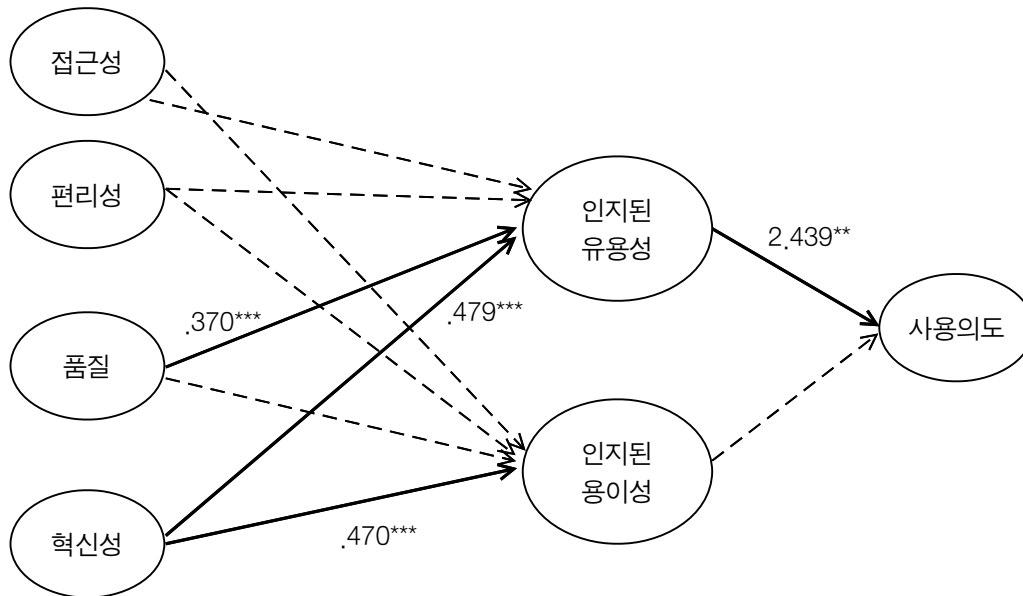 접근성
편리성
인지된
유용성
2.439**
.370***
.479***
사용의도
품질
인지된
용이성
.470***
혁신성